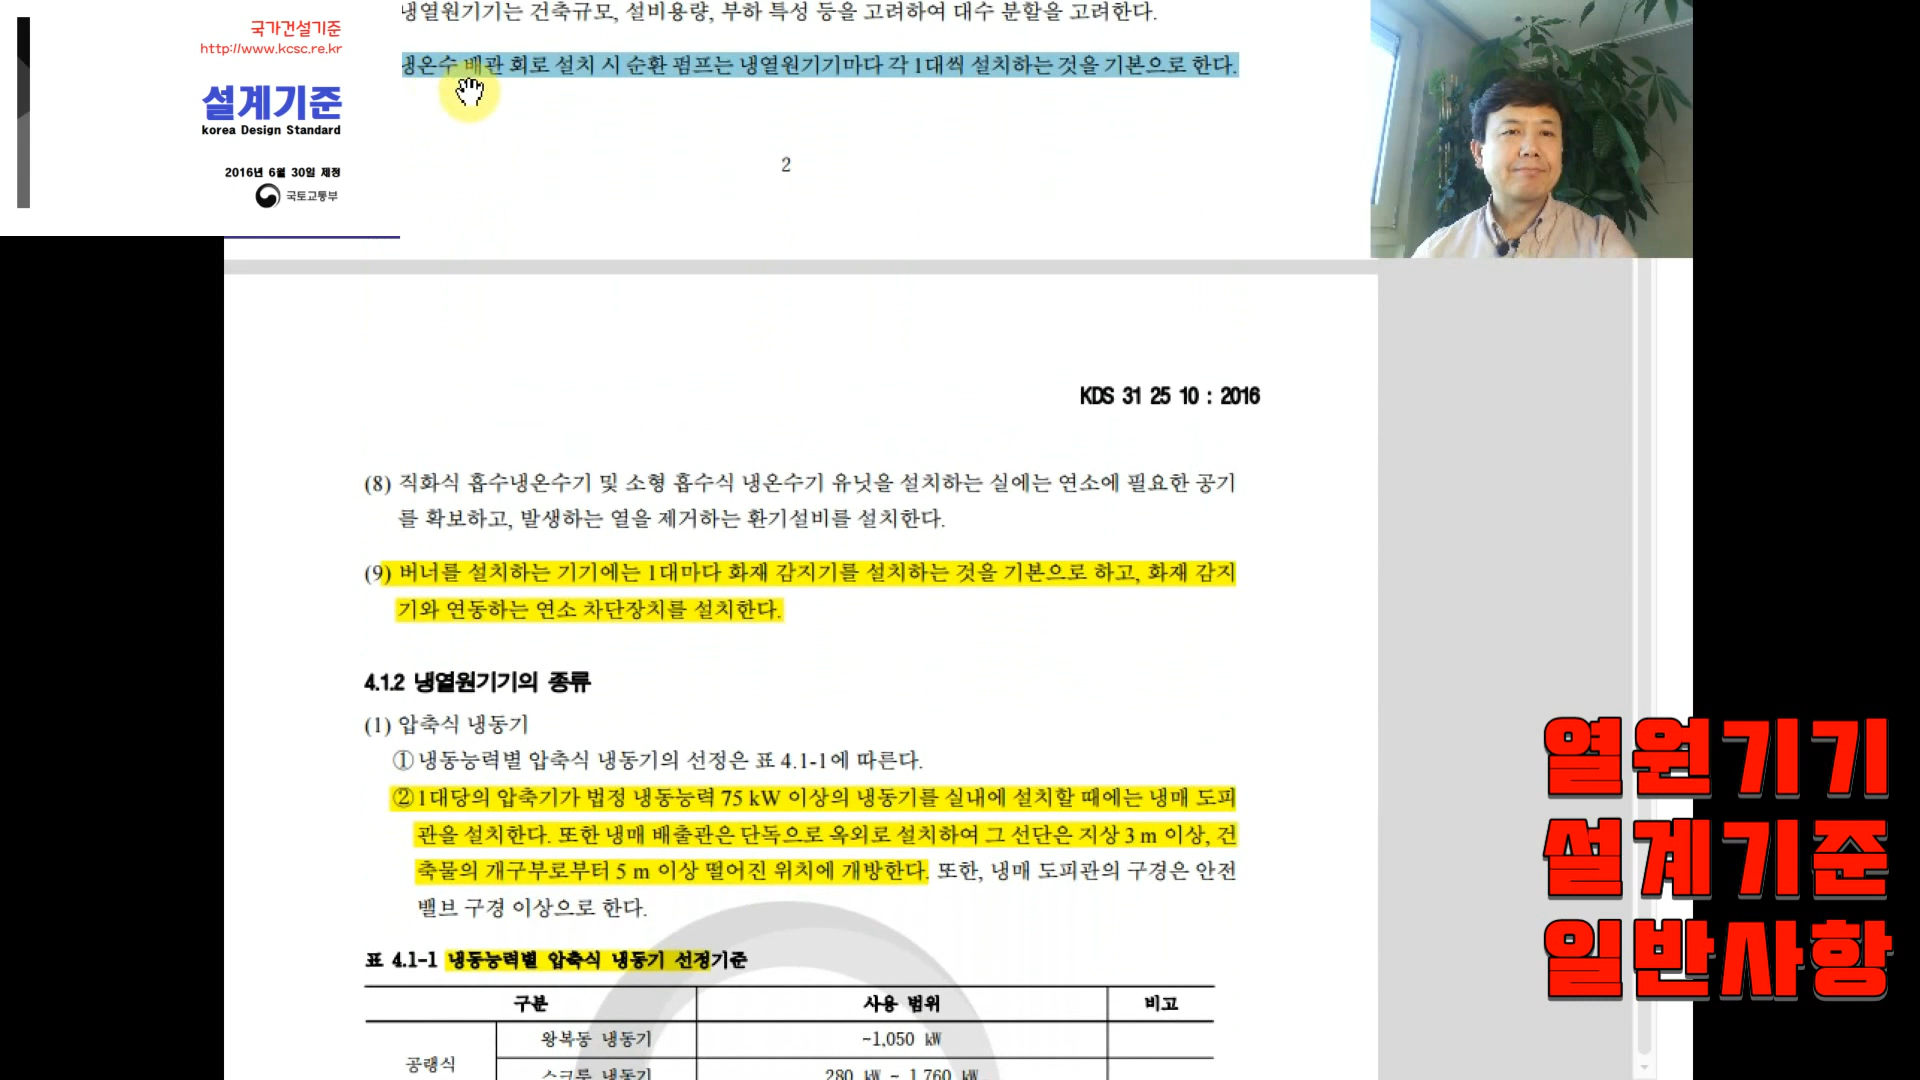 국가건설기준
http://www.kcsc.re.kr
설계기준
korea Design Standard
2016년 6월 30일 제정
국토교통부
냉열원기기는 건축규모, 설비용량, 부하 특성 등을 고려하여 대수 분할을 고려한다.
냉온수 배관 회로 설치 시 순환 펌프는 냉열원기기마다 각 1대씩 설치하는 것을 기본으로 한다.
2
KDS 31 25 10 : 2016
(8) 직화식 흡수냉온수기 및 소형 흡수식 냉온수기 유닛을 설치하는 실에는 연소에 필요한 공기
를 확보하고, 발생하는 열을 제거하는 환기설비를 설치한다.
(9) 버너를 설치하는 기기에는 1대마다 화재 감지기를 설치하는 것을 기본으로 하고, 화재 감지
기와 연동하는 연소 차단장치를 설치한다.
4.1.2 냉열원기기의 종류
(1) 압축식 냉동기
① 냉동능력별 압축식 냉동기의 선정은 표 4.1-1에 따른다.
② 1대당의 압축기가 법정 냉동능력 75 kW 이상의 냉동기를 실내에 설치할 때에는 냉매 도피
관을 설치한다. 또한 냉매 배출관은 단독으로 옥외로 설치하여 그 선단은 지상 3 m 이상, 건
축물의 개구부로부터 5 m 이상 떨어진 위치에 개방한다. 또한, 냉매 도피관의 구경은 안전
밸브 구경 이상으로 한다.
표 4.1-1 냉동능력별 압축식 냉동기 선정기준
구분 사용 범위 비고
왕복동 냉동기 ~1,050 kW
공랭식
스크류 냉동기 280 kW ~ 1,760 kW
열원기기
설계기준
일반사항